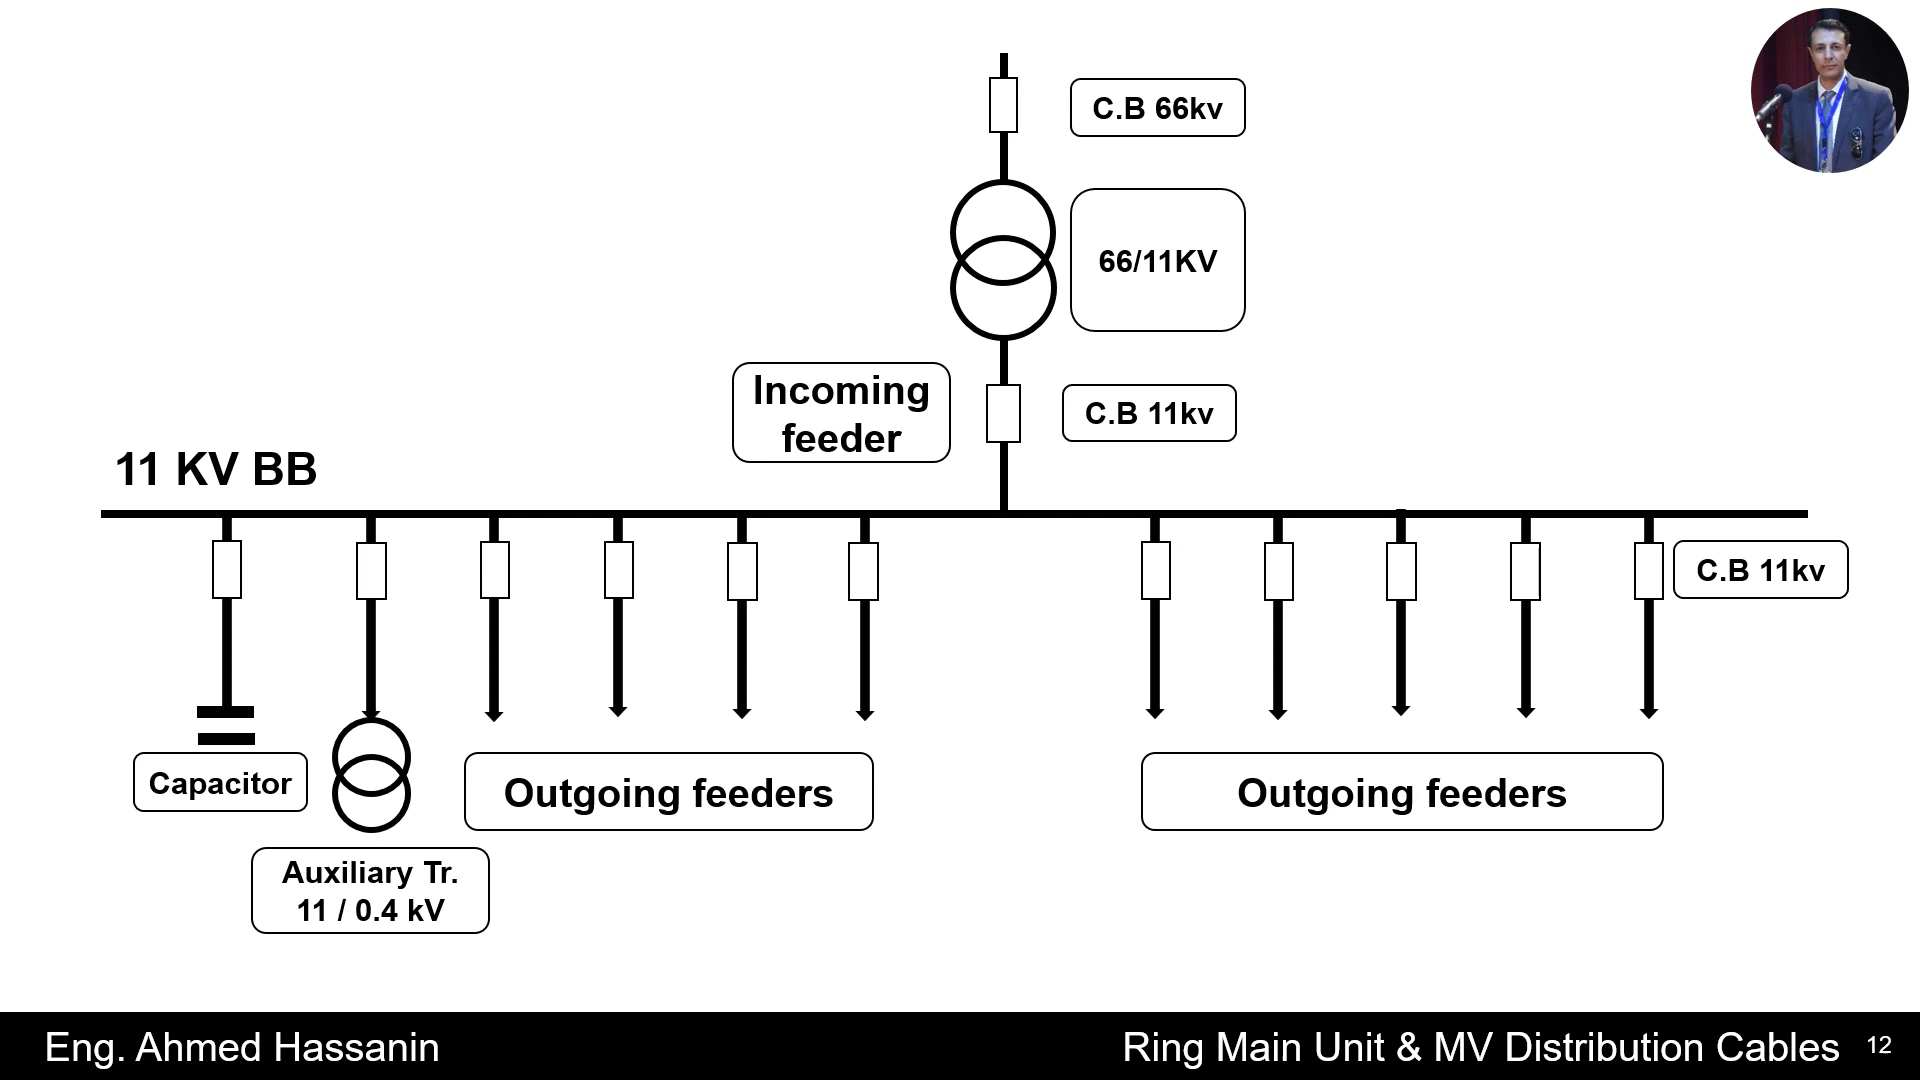 C.B 66kv
66/11KV
Incoming
feeder
C.B 11kv
11 KV BB
C.B 11kv
Capacitor
Outgoing feeders
Outgoing feeders
Auxiliary Tr.
11 / 0.4 kV
Eng. Ahmed Hassanin
Ring Main Unit & MV Distribution Cables
12